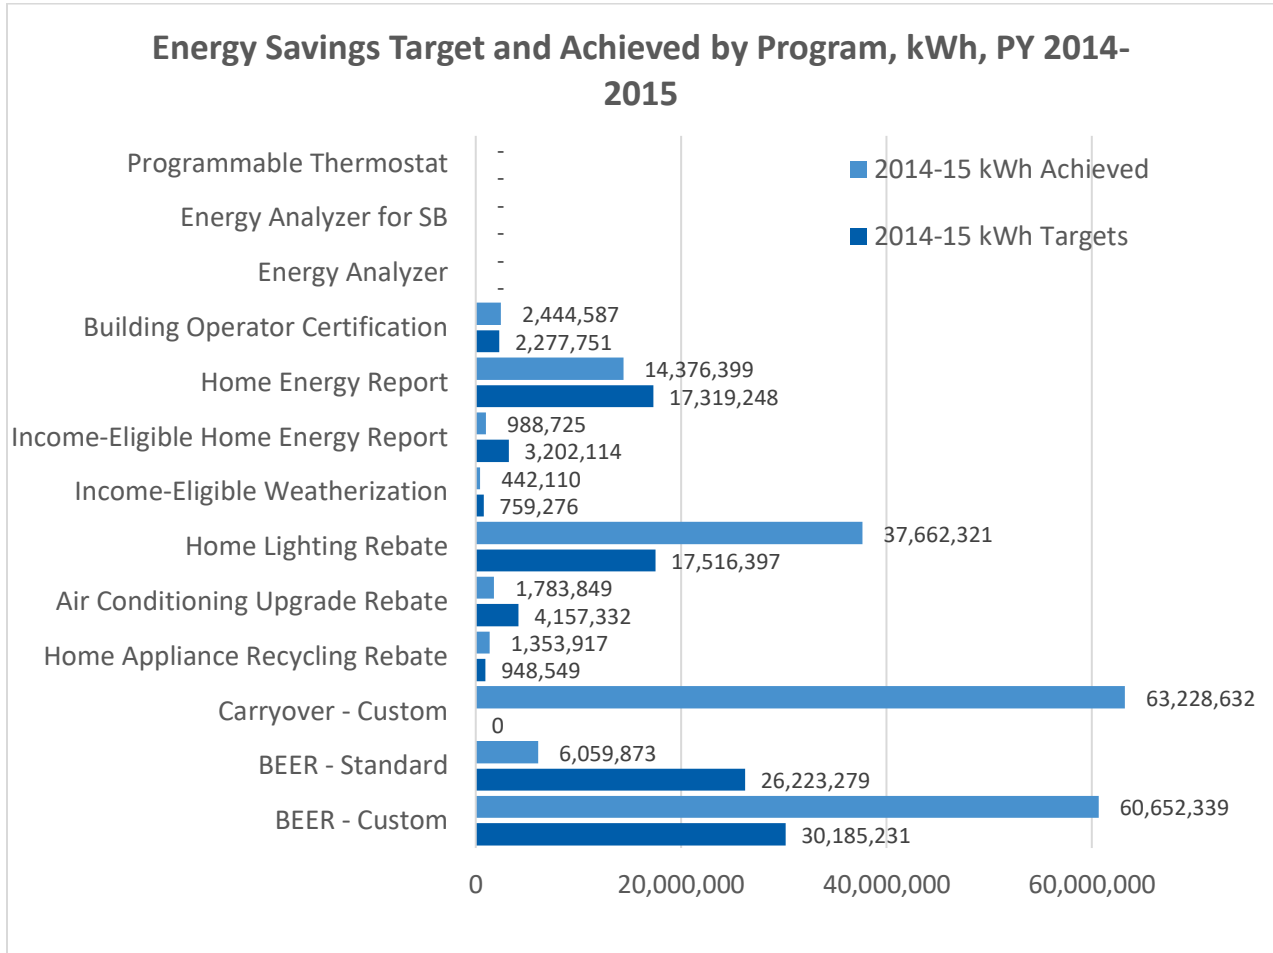 Energy Savings Target and Achieved by Program, kWh, PY 2014-
2015
2014-15 kWh Achieved
2014-15 kWh Targets
Programmable Thermostat
-
-
Energy Analyzer for SB
-
-
Energy Analyzer
-
-
Building Operator Certification
2,444,587
2,277,751
Home Energy Report
14,376,399
17,319,248
Income-Eligible Home Energy Report
988,725
3,202,114
Income-Eligible Weatherization
442,110
759,276
Home Lighting Rebate
37,662,321
17,516,397
Air Conditioning Upgrade Rebate
1,783,849
4,157,332
Home Appliance Recycling Rebate
1,353,917
948,549
Carryover - Custom
63,228,632
0
BEER - Standard
6,059,873
26,223,279
BEER - Custom
60,652,339
30,185,231
0 20,000,000 40,000,000 60,000,000